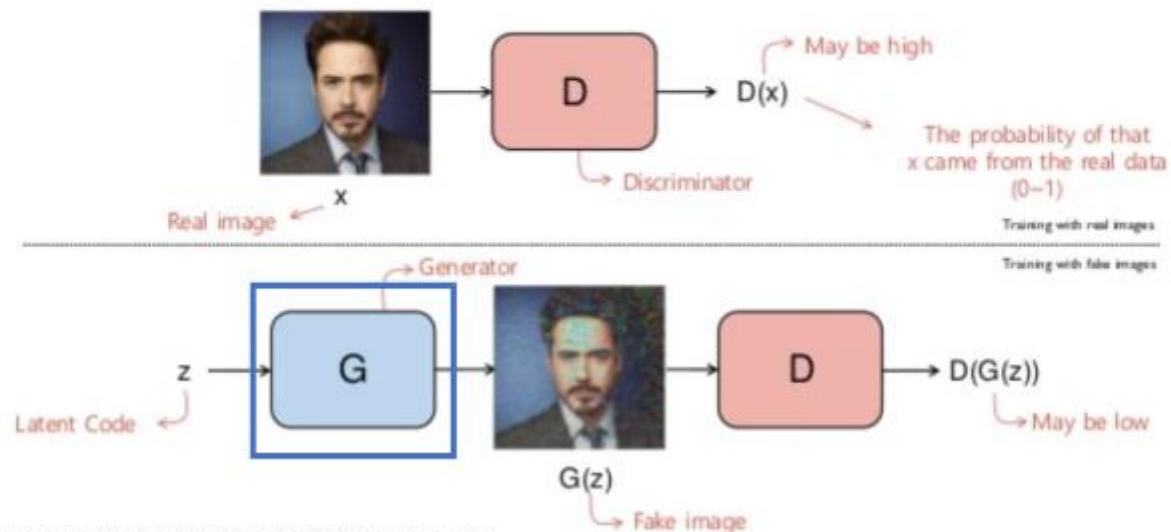 May be high
D
D(x)
The probability of that
x came from the real data
(0~1)
Discriminator
x
Real image
Training with real images
Training with fake images
Generator
z
G
D
D(G(z))
Latent Code
May be low
G(z)
Fake image